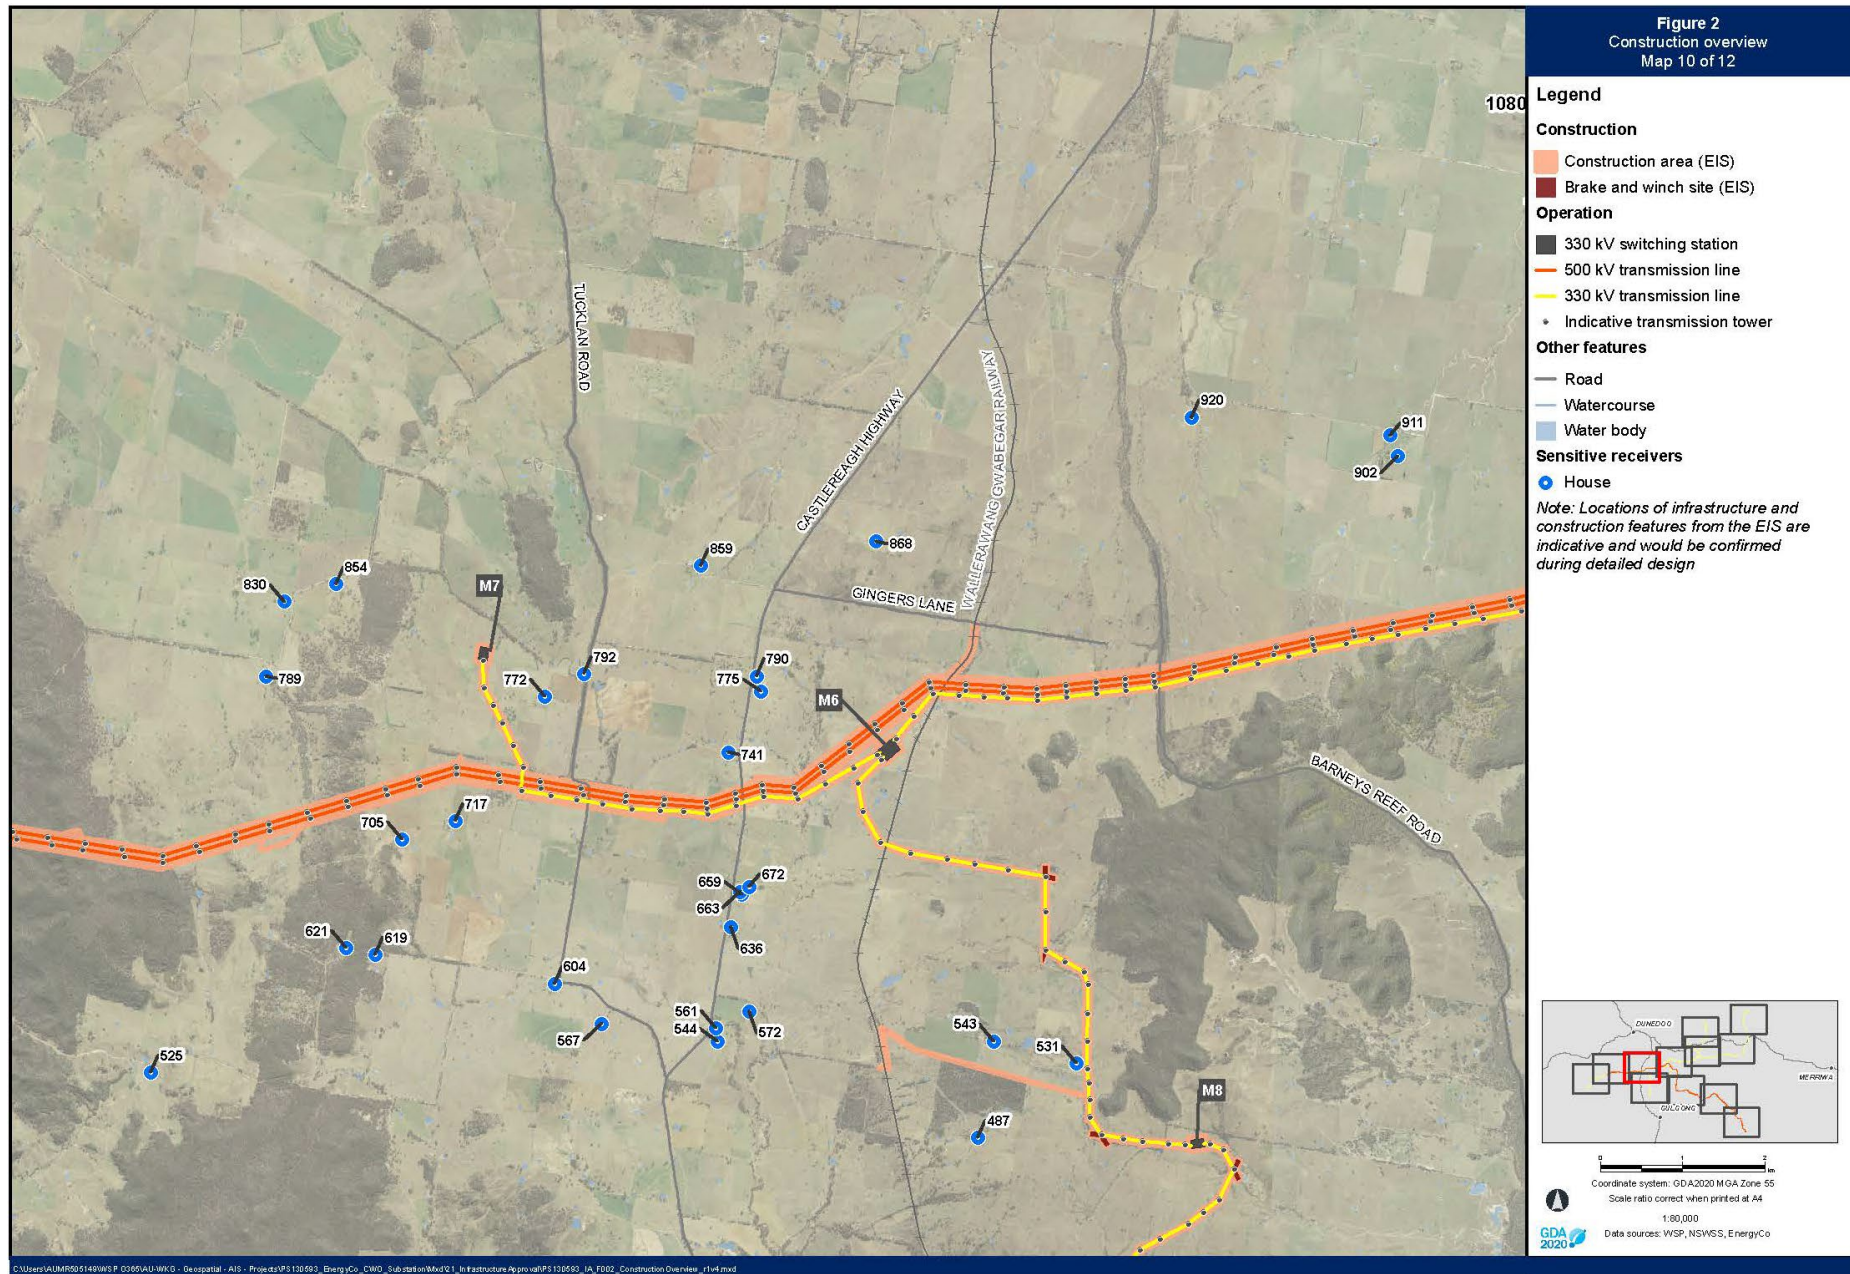 Figure 2
Construction overview
Map 10 of 12
Legend
Construction
Construction area (EIS)
Brake and winch site (EIS)
Operation
330 kV switching station
500 kV transmission line
330 kV transmission line
Indicative transmission tower
Other features
Road
Watercourse
Water body
Sensitive receivers
House
Note: Locations of infrastructure and
construction features from the EIS are
indicative and would be confirmed
during detailed design
1080
TUCKLAN ROAD
CASTLEREAGH HIGHWAY
WALLERAWANG GWABEGAR RAILWAY
920
911
902
859
868
854
830
M7
GINGERS LANE
792
790
789
772
775
M6
741
BARNEYS REEF ROAD
717
705
659
672
663
621
619
636
604
561
544
572
567
543
531
525
M8
487
DUNEDOO
MERRIWA
GULGONG
0 1 2
km
Coordinate system: GDA2020 MGA Zone 55
Scale ratio correct when printed at A4
1:80,000
GDA
2020
Data sources: WSP, NSWSS, EnergyCo